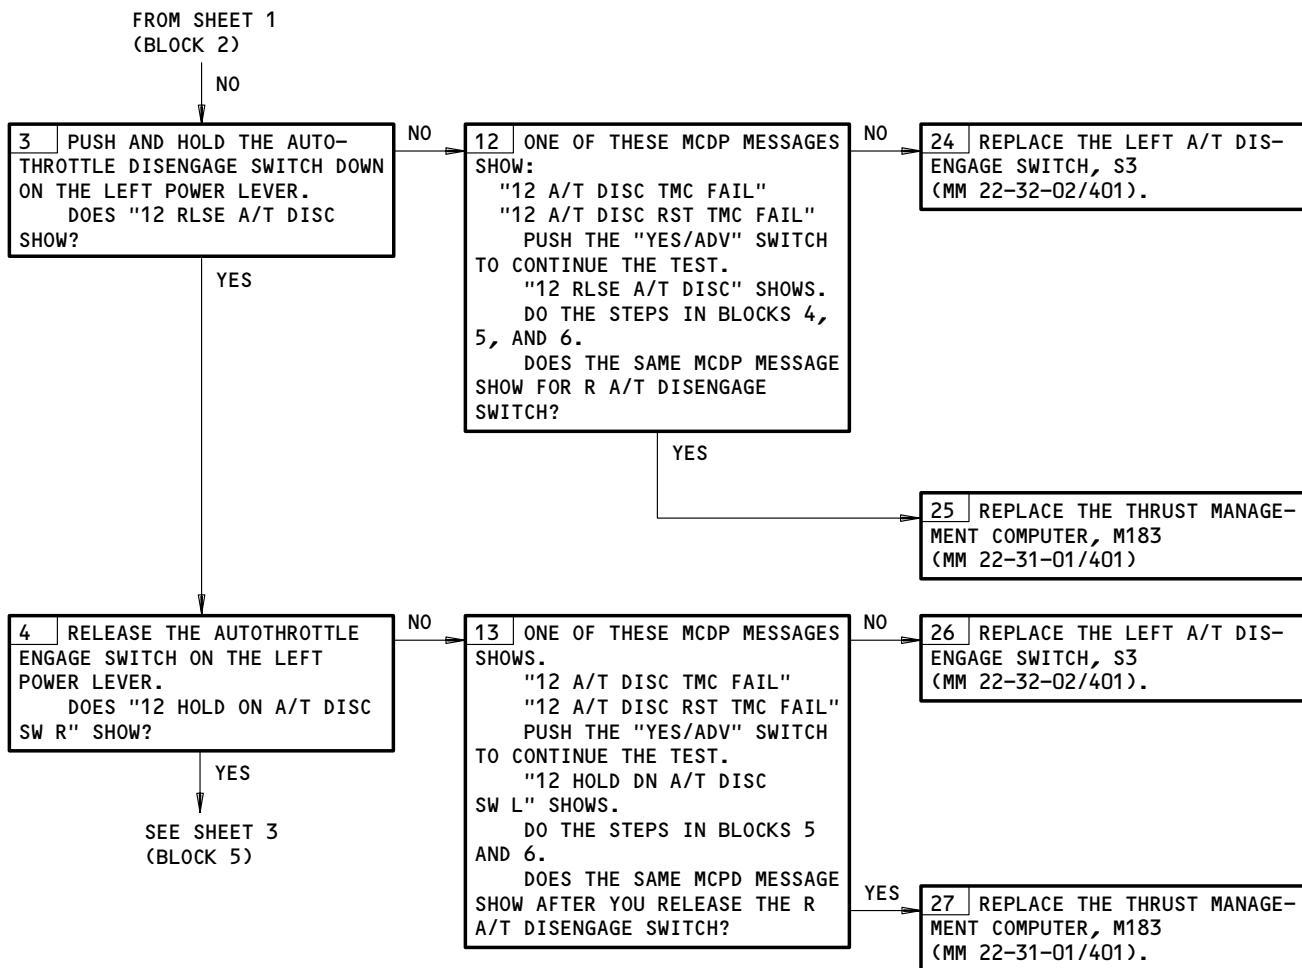 FROM SHEET 1
(BLOCK 2)
NO
3 PUSH AND HOLD THE AUTO-
THROTTLE DISENGAGE SWITCH DOWN
ON THE LEFT POWER LEVER.
DOES "12 RLSE A/T DISC
SHOW?
NO
12 ONE OF THESE MCDP MESSAGES
SHOW:
"12 A/T DISC TMC FAIL"
"12 A/T DISC RST TMC FAIL"
PUSH THE "YES/ADV" SWITCH
TO CONTINUE THE TEST.
"12 RLSE A/T DISC" SHOWS.
DO THE STEPS IN BLOCKS 4,
5, AND 6.
DOES THE SAME MCDP MESSAGE
SHOW FOR R A/T DISENGAGE
SWITCH?
NO
24 REPLACE THE LEFT A/T DIS-
ENGAGE SWITCH, S3
(MM 22-32-02/401).
YES
YES
25 REPLACE THE THRUST MANAGE-
MENT COMPUTER, M183
(MM 22-31-01/401)
4 RELEASE THE AUTOTHROTTLE
ENGAGE SWITCH ON THE LEFT
POWER LEVER.
DOES "12 HOLD ON A/T DISC
SW R" SHOW?
NO
13 ONE OF THESE MCDP MESSAGES
SHOWS.
"12 A/T DISC TMC FAIL"
"12 A/T DISC RST TMC FAIL"
PUSH THE "YES/ADV" SWITCH
TO CONTINUE THE TEST.
"12 HOLD DN A/T DISC
SW L" SHOWS.
DO THE STEPS IN BLOCKS 5
AND 6.
DOES THE SAME MCPD MESSAGE
SHOW AFTER YOU RELEASE THE R
A/T DISENGAGE SWITCH?
NO
26 REPLACE THE LEFT A/T DIS-
ENGAGE SWITCH, S3
(MM 22-32-02/401).
YES
SEE SHEET 3
(BLOCK 5)
YES
27 REPLACE THE THRUST MANAGE-
MENT COMPUTER, M183
(MM 22-31-01/401).